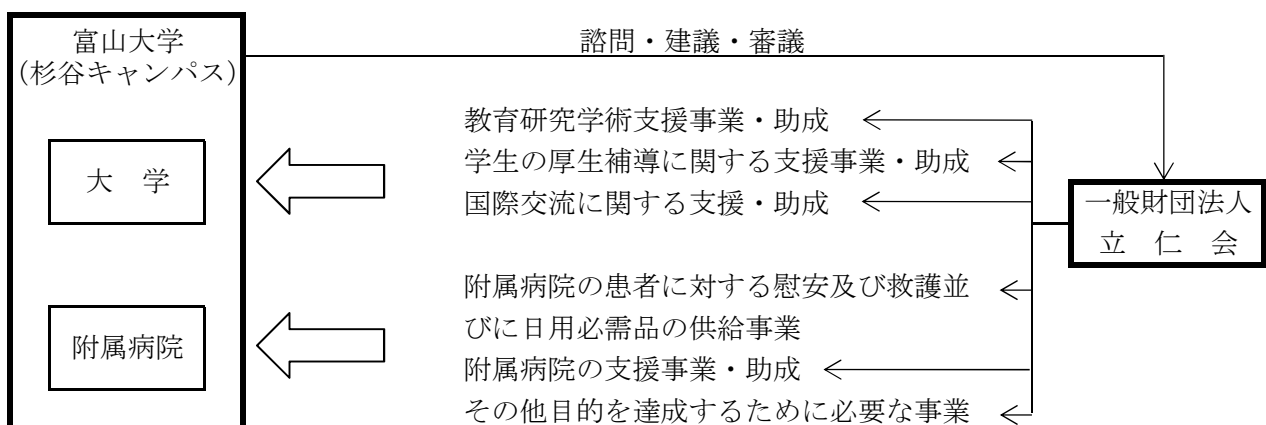 富山大学
(杉谷キャンパス)
諮問・建議・審議
教育研究学術支援事業・助成
学生の厚生補導に関する支援事業・助成
国際交流に関する支援・助成
大 学
一般財団法人
立 仁 会
附属病院の患者に対する慰安及び救護並
びに日用必需品の供給事業
附属病院の支援事業・助成
その他目的を達成するために必要な事業
附属病院